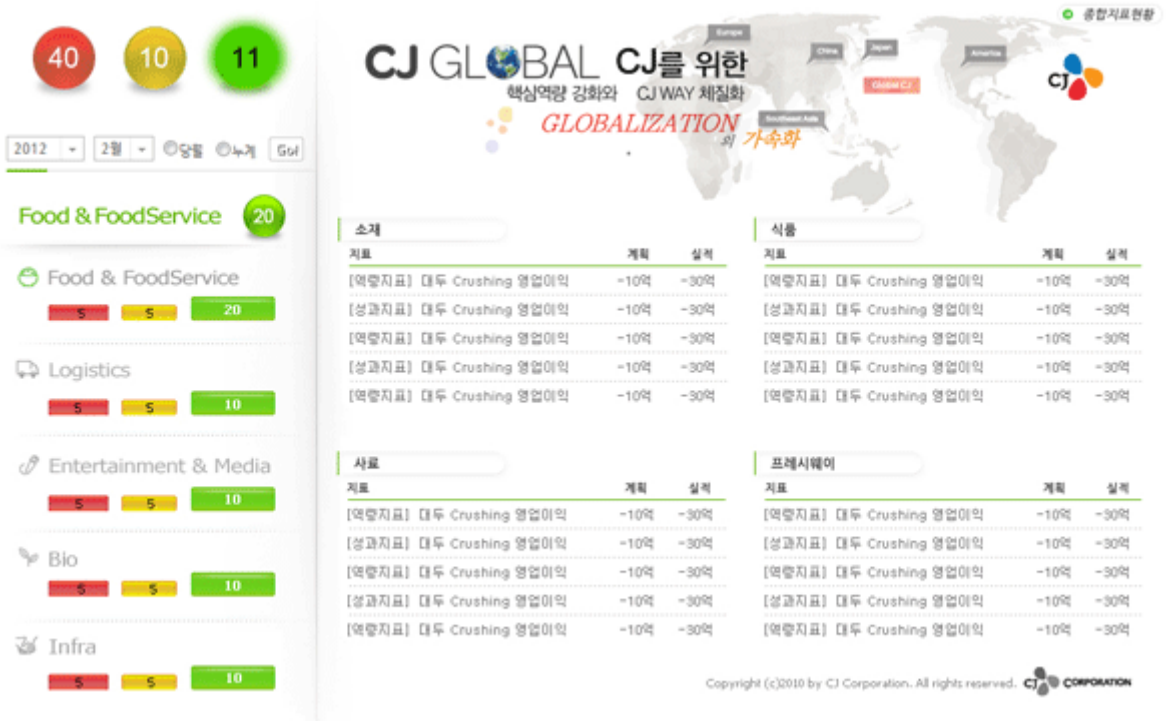 종합지표현황
40 10 11
CJ GLOBAL CJ를 위한
핵심역량 강화와 CJ WAY 체질화
GLOBALIZATION
의 가속화
Europe
China
Japan
America
Global CJ
Southeast Asia
CJ
2012 2월 당월 누계 Go!
Food & FoodService 20
Food & FoodService
5 5 20
Logistics
5 5 10
Entertainment & Media
5 5 10
Bio
5 5 10
Infra
5 5 10
소재
지표 계획 실적
[역량지표] 대두 Crushing 영업이익 -10억 -30억
[성과지표] 대두 Crushing 영업이익 -10억 -30억
[역량지표] 대두 Crushing 영업이익 -10억 -30억
[성과지표] 대두 Crushing 영업이익 -10억 -30억
[역량지표] 대두 Crushing 영업이익 -10억 -30억
식품
지표 계획 실적
[역량지표] 대두 Crushing 영업이익 -10억 -30억
[성과지표] 대두 Crushing 영업이익 -10억 -30억
[역량지표] 대두 Crushing 영업이익 -10억 -30억
[성과지표] 대두 Crushing 영업이익 -10억 -30억
[역량지표] 대두 Crushing 영업이익 -10억 -30억
사료
지표 계획 실적
[역량지표] 대두 Crushing 영업이익 -10억 -30억
[성과지표] 대두 Crushing 영업이익 -10억 -30억
[역량지표] 대두 Crushing 영업이익 -10억 -30억
[성과지표] 대두 Crushing 영업이익 -10억 -30억
[역량지표] 대두 Crushing 영업이익 -10억 -30억
프레시웨이
지표 계획 실적
[역량지표] 대두 Crushing 영업이익 -10억 -30억
[성과지표] 대두 Crushing 영업이익 -10억 -30억
[역량지표] 대두 Crushing 영업이익 -10억 -30억
[성과지표] 대두 Crushing 영업이익 -10억 -30억
[역량지표] 대두 Crushing 영업이익 -10억 -30억
Copyright (c)2010 by CJ Corporation. All rights reserved. CJ CORPORATION